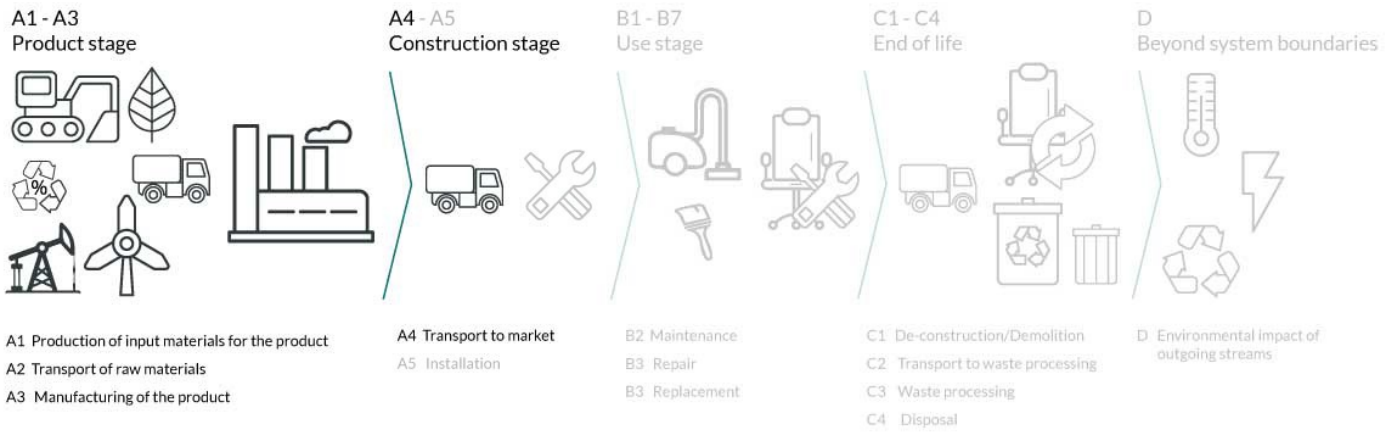 A1 - A3
Product stage
A4 - A5
Construction stage
B1 - B7
Use stage
C1 - C4
End of life
D
Beyond system boundaries
%
A1 Production of input materials for the product
A2 Transport of raw materials
A3 Manufacturing of the product
A4 Transport to market
A5 Installation
B2 Maintenance
B3 Repair
B3 Replacement
C1 De-construction/Demolition
C2 Transport to waste processing
C3 Waste processing
C4 Disposal
D Environmental impact of
outgoing streams